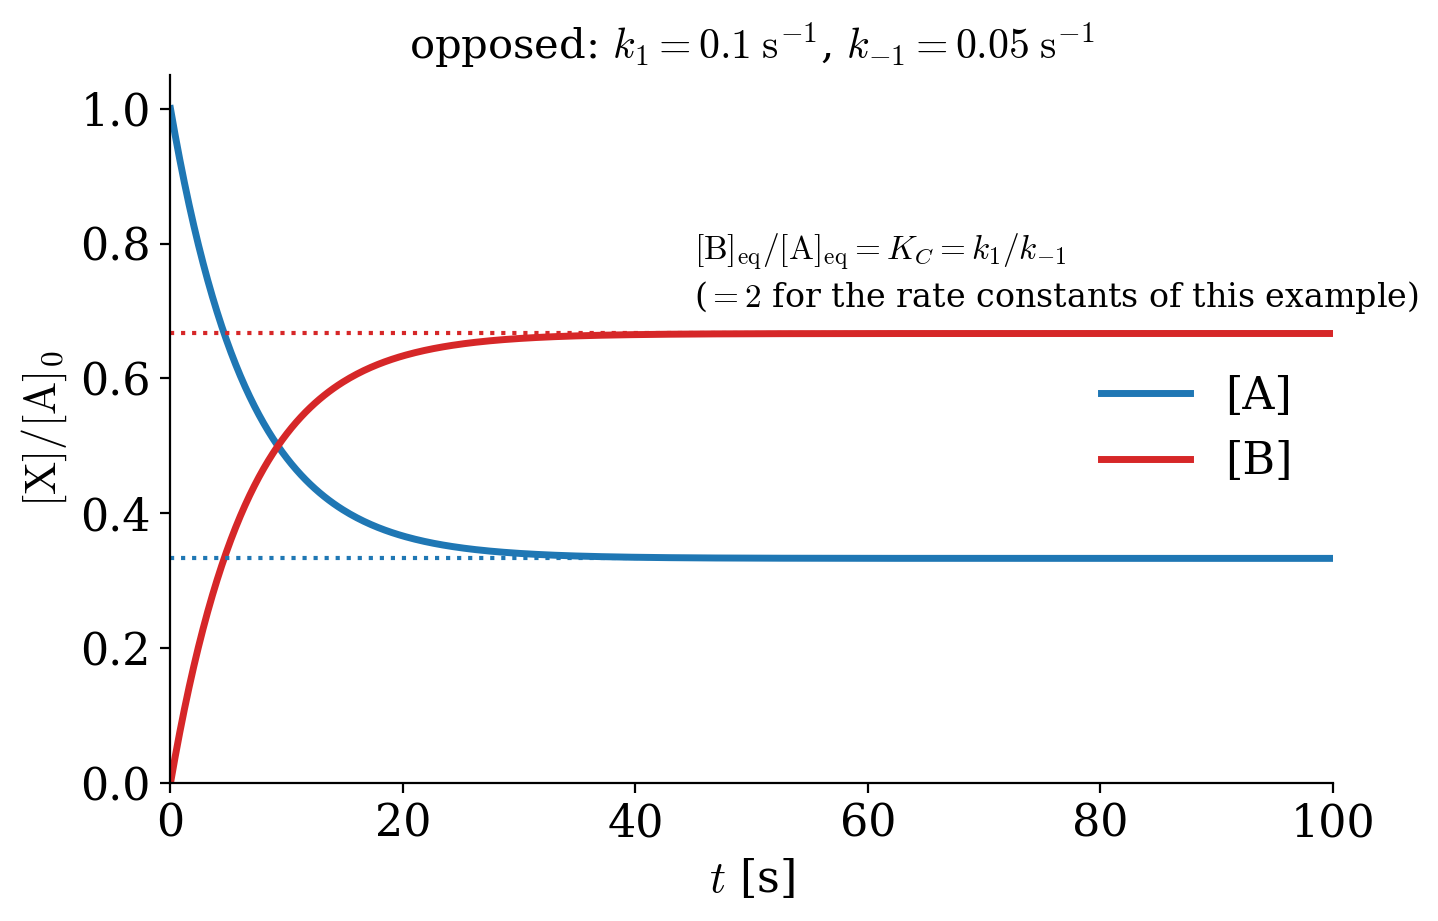 opposed: k₁ = 0.1 s⁻¹, k₋₁ = 0.05 s⁻¹
1.0
0.8
0.6
0.4
0.2
0.0
[X]/[A]₀
[B]eq/[A]eq = K_C = k₁/k₋₁
(= 2 for the rate constants of this example)
[A]
[B]
0 20 40 60 80 100
t [s]